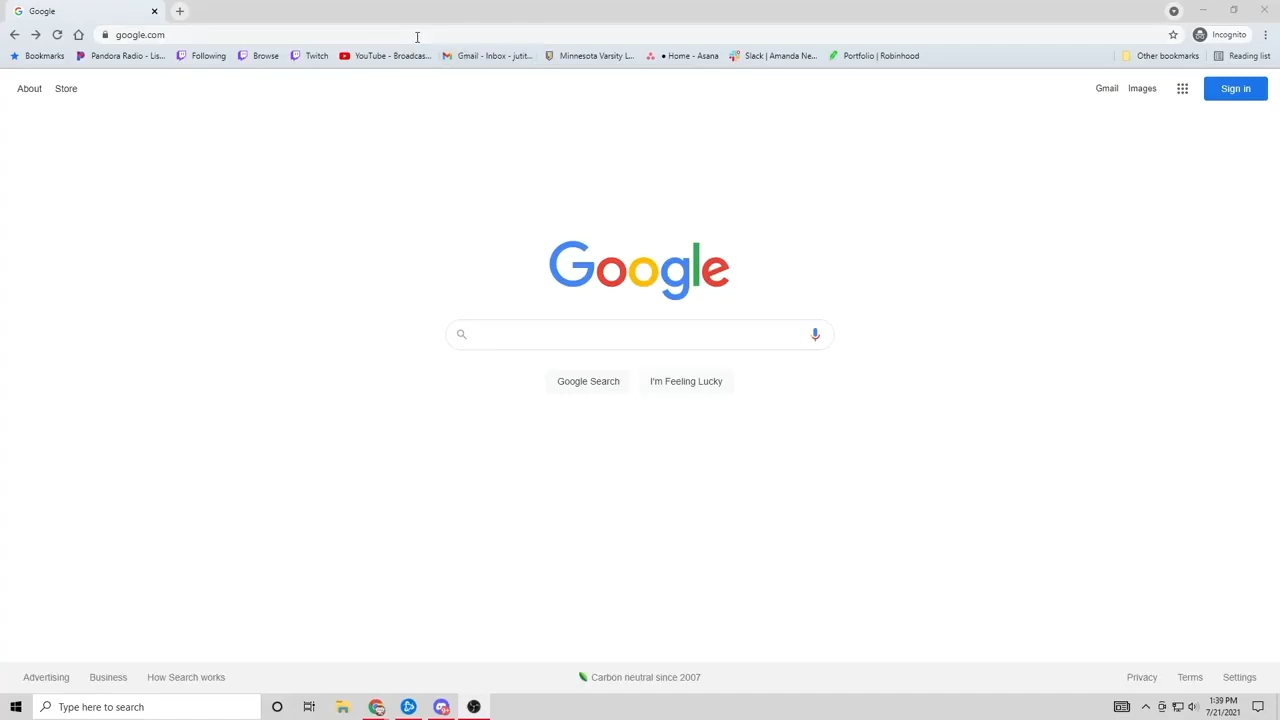 Google
google.com
Incognito
Bookmarks Pandora Radio - Lis... Following Browse Twitch YouTube - Broadcas... Gmail - Inbox - jutit... Minnesota Varsity L... • Home - Asana Slack | Amanda Ne... Portfolio | Robinhood Other bookmarks Reading list
About Store Gmail Images Sign in
Google
Google Search I'm Feeling Lucky
Advertising Business How Search works Carbon neutral since 2007 Privacy Terms Settings
Type here to search
1:39 PM
7/21/2021